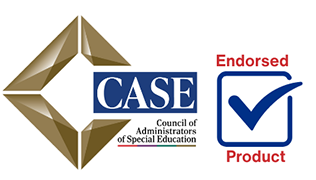 CASE
Council of
Administrators
of Special Education
Endorsed
Product